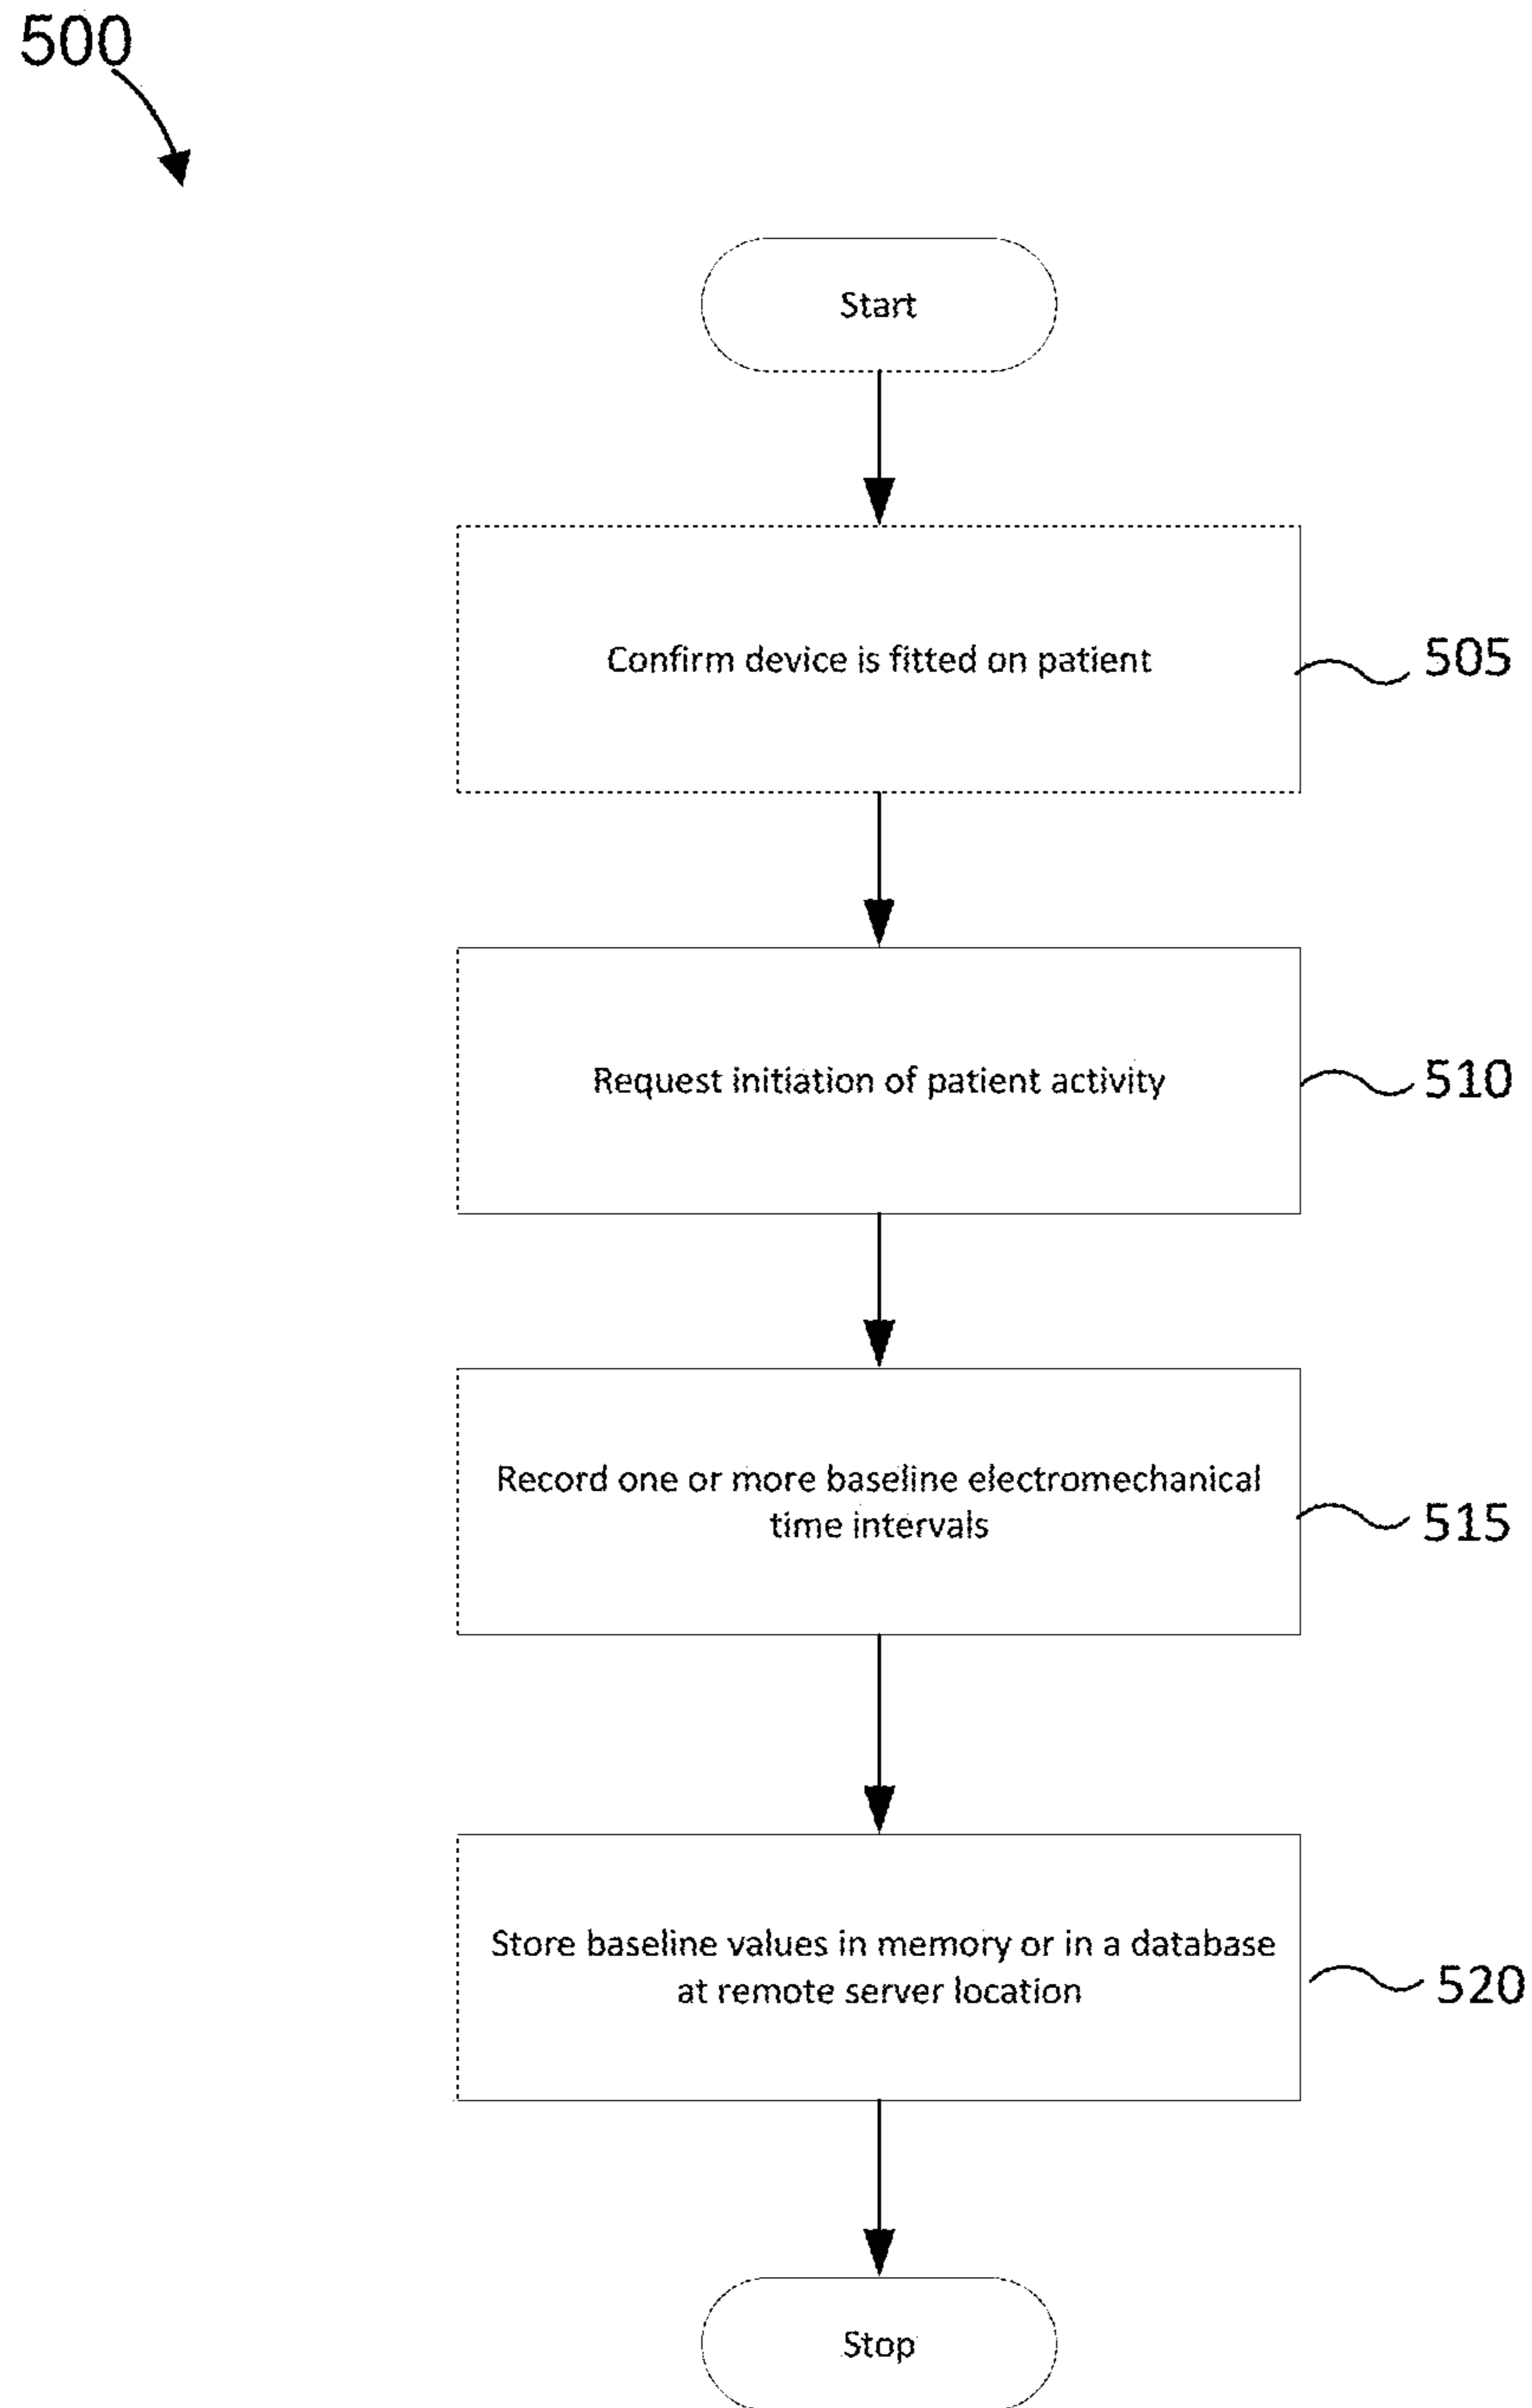 500
Start
Confirm device is fitted on patient
505
Request initiation of patient activity
510
Record one or more baseline electromechanical
time intervals
515
Store baseline values in memory or in a database
at remote server location
520
Stop